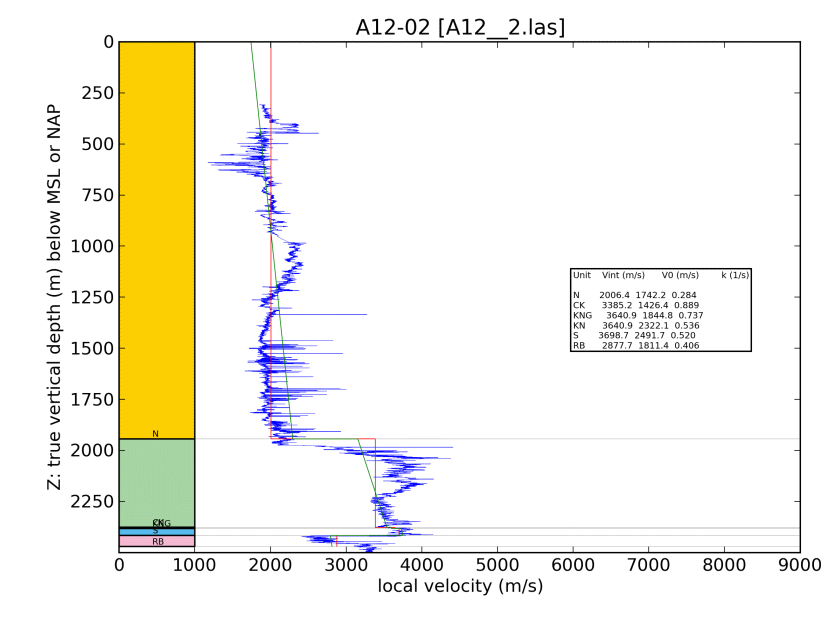 A12-02 [A12__2.las]
0
250
500
750
1000
1250
1500
1750
2000
2250
Z: true vertical depth (m) below MSL or NAP
N
CK
KNG
S
RB
Unit Vint (m/s) V0 (m/s) k (1/s)
N 2006.4 1742.2 0.284
CK 3385.2 1426.4 0.889
KNG 3640.9 1844.8 0.737
KN 3640.9 2322.1 0.536
S 3698.7 2491.7 0.520
RB 2877.7 1811.4 0.406
0 1000 2000 3000 4000 5000 6000 7000 8000 9000
local velocity (m/s)